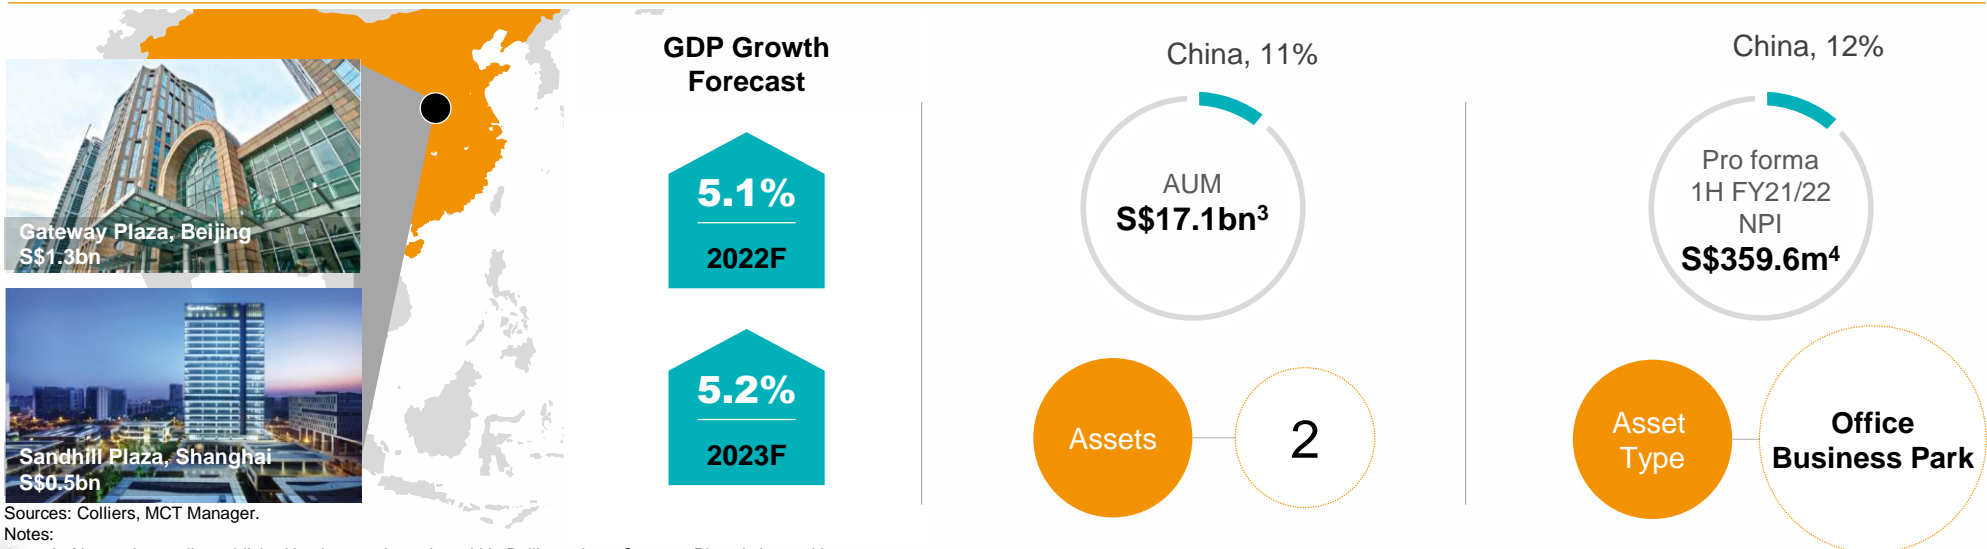 Gateway Plaza, Beijing
S$1.3bn
Sandhill Plaza, Shanghai
S$0.5bn
Sources: Colliers, MCT Manager.
Notes:
GDP Growth
Forecast
5.1%
2022F
5.2%
2023F
China, 11%
AUM
S$17.1bn³
Assets
2
China, 12%
Pro forma
1H FY21/22
NPI
S$359.6m⁴
Asset
Type
Office
Business Park